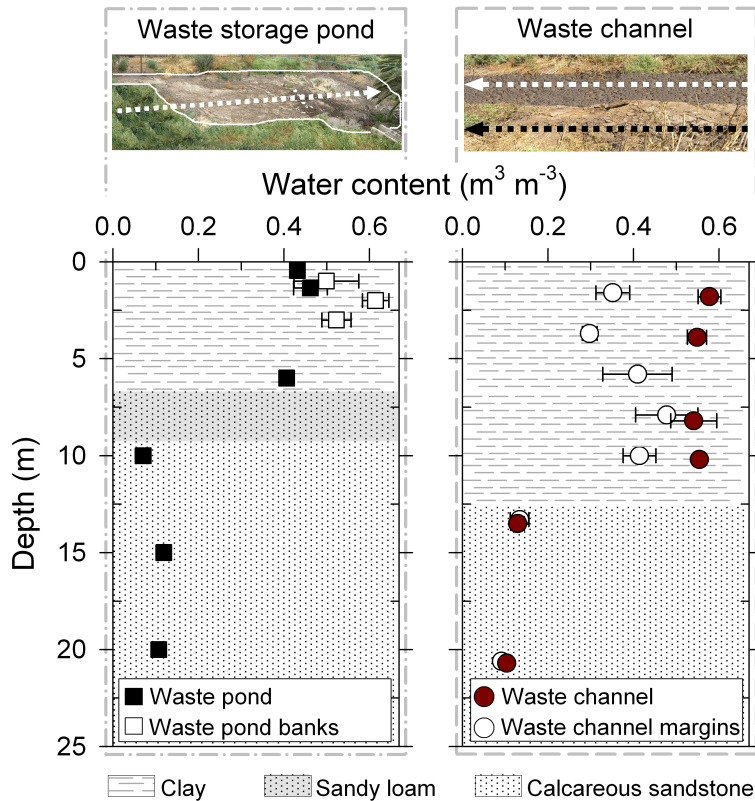 Waste storage pond
Waste channel
Water content (m³ m⁻³)
0.0 0.2 0.4 0.6
0.0 0.2 0.4 0.6
0
5
10
15
20
25
Depth (m)
Waste pond
Waste pond banks
Waste channel
Waste channel margins
Clay
Sandy loam
Calcareous sandstone